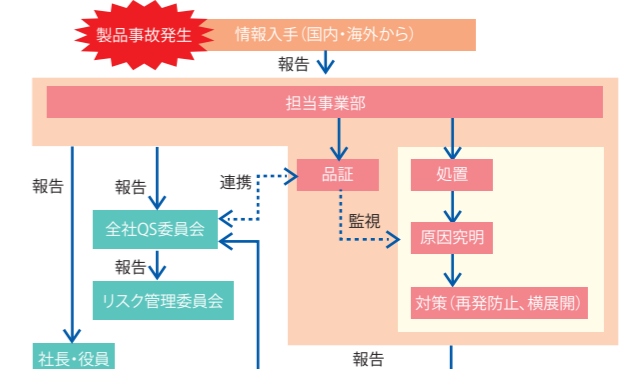 製品事故発生
情報入手（国内・海外から）
報告
担当事業部
報告
報告
連携
品証
処置
監視
全社QS委員会
原因究明
報告
リスク管理委員会
対策（再発防止、横展開）
社長・役員
報告